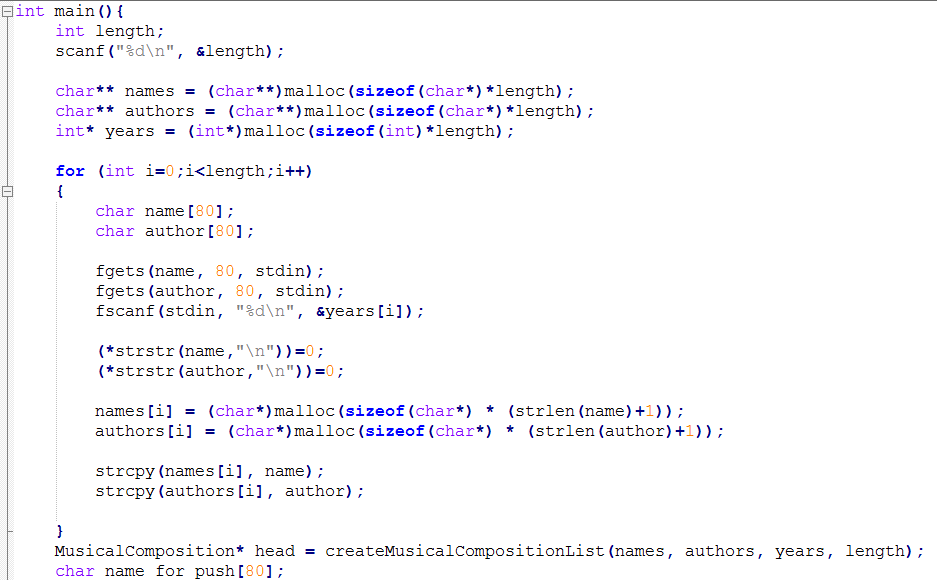 int main(){
    int length;
    scanf("%d\n", &length);

    char** names = (char**)malloc(sizeof(char*)*length);
    char** authors = (char**)malloc(sizeof(char*)*length);
    int* years = (int*)malloc(sizeof(int)*length);

    for (int i=0;i<length;i++)
    {
        char name[80];
        char author[80];

        fgets(name, 80, stdin);
        fgets(author, 80, stdin);
        fscanf(stdin, "%d\n", &years[i]);

        (*strstr(name,"\n"))=0;
        (*strstr(author,"\n"))=0;

        names[i] = (char*)malloc(sizeof(char*) * (strlen(name)+1));
        authors[i] = (char*)malloc(sizeof(char*) * (strlen(author)+1));

        strcpy(names[i], name);
        strcpy(authors[i], author);

    }
    MusicalComposition* head = createMusicalCompositionList(names, authors, years, length);
    char name_for_push[80];